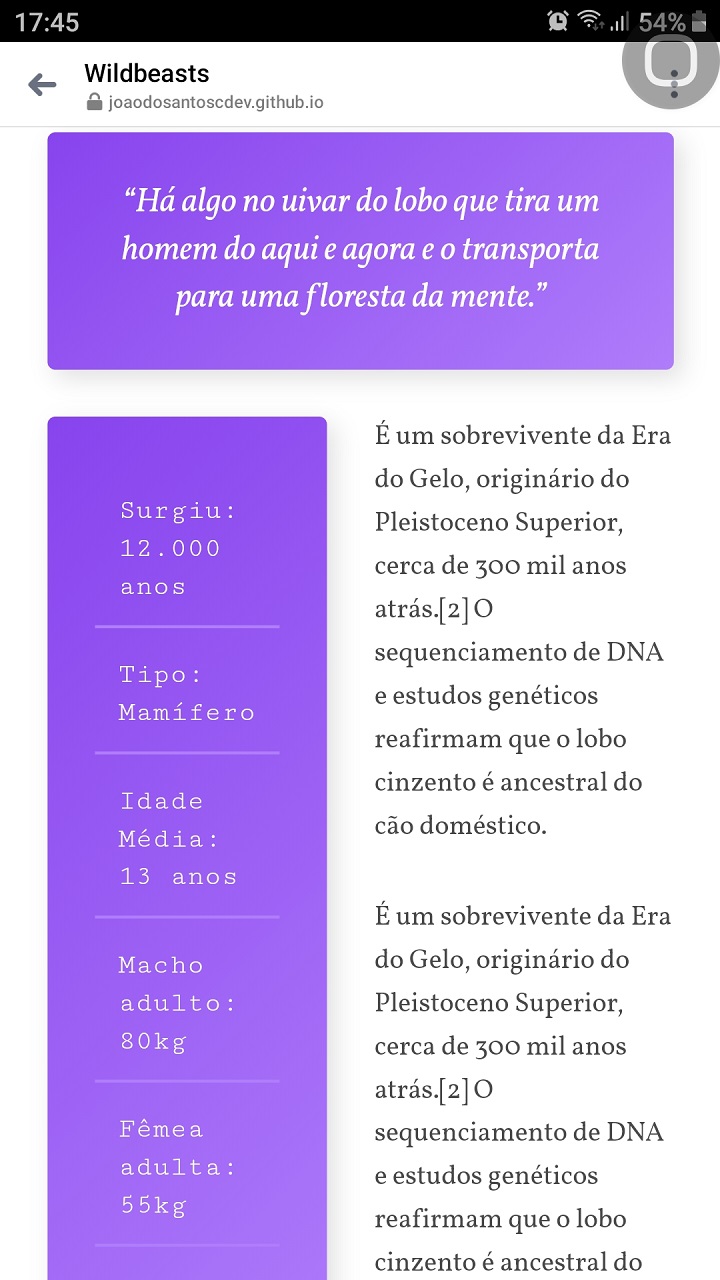 17:45
54%
Wildbeasts
joaodosantoscdev.github.io
“Há algo no uivar do lobo que tira um
homem do aqui e agora e o transporta
para uma floresta da mente.”
Surgiu:
12.000
anos
Tipo:
Mamífero
Idade
Média:
13 anos
Macho
adulto:
80kg
Fêmea
adulta:
55kg
É um sobrevivente da Era
do Gelo, originário do
Pleistoceno Superior,
cerca de 300 mil anos
atrás.[2] O
sequenciamento de DNA
e estudos genéticos
reafirmam que o lobo
cinzento é ancestral do
cão doméstico.
É um sobrevivente da Era
do Gelo, originário do
Pleistoceno Superior,
cerca de 300 mil anos
atrás.[2] O
sequenciamento de DNA
e estudos genéticos
reafirmam que o lobo
cinzento é ancestral do